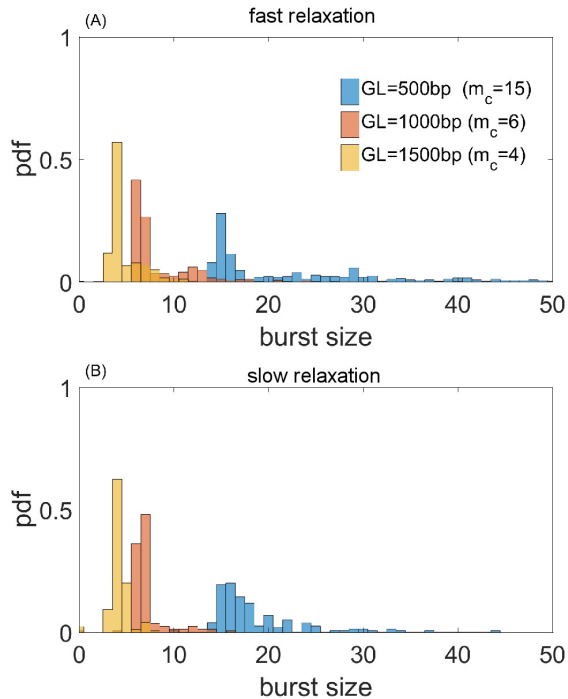 (A)
fast relaxation
1
0.5
0
pdf
GL=500bp (m_c=15)
GL=1000bp (m_c=6)
GL=1500bp (m_c=4)
0 10 20 30 40 50
burst size
(B)
slow relaxation
1
0.5
0
pdf
0 10 20 30 40 50
burst size